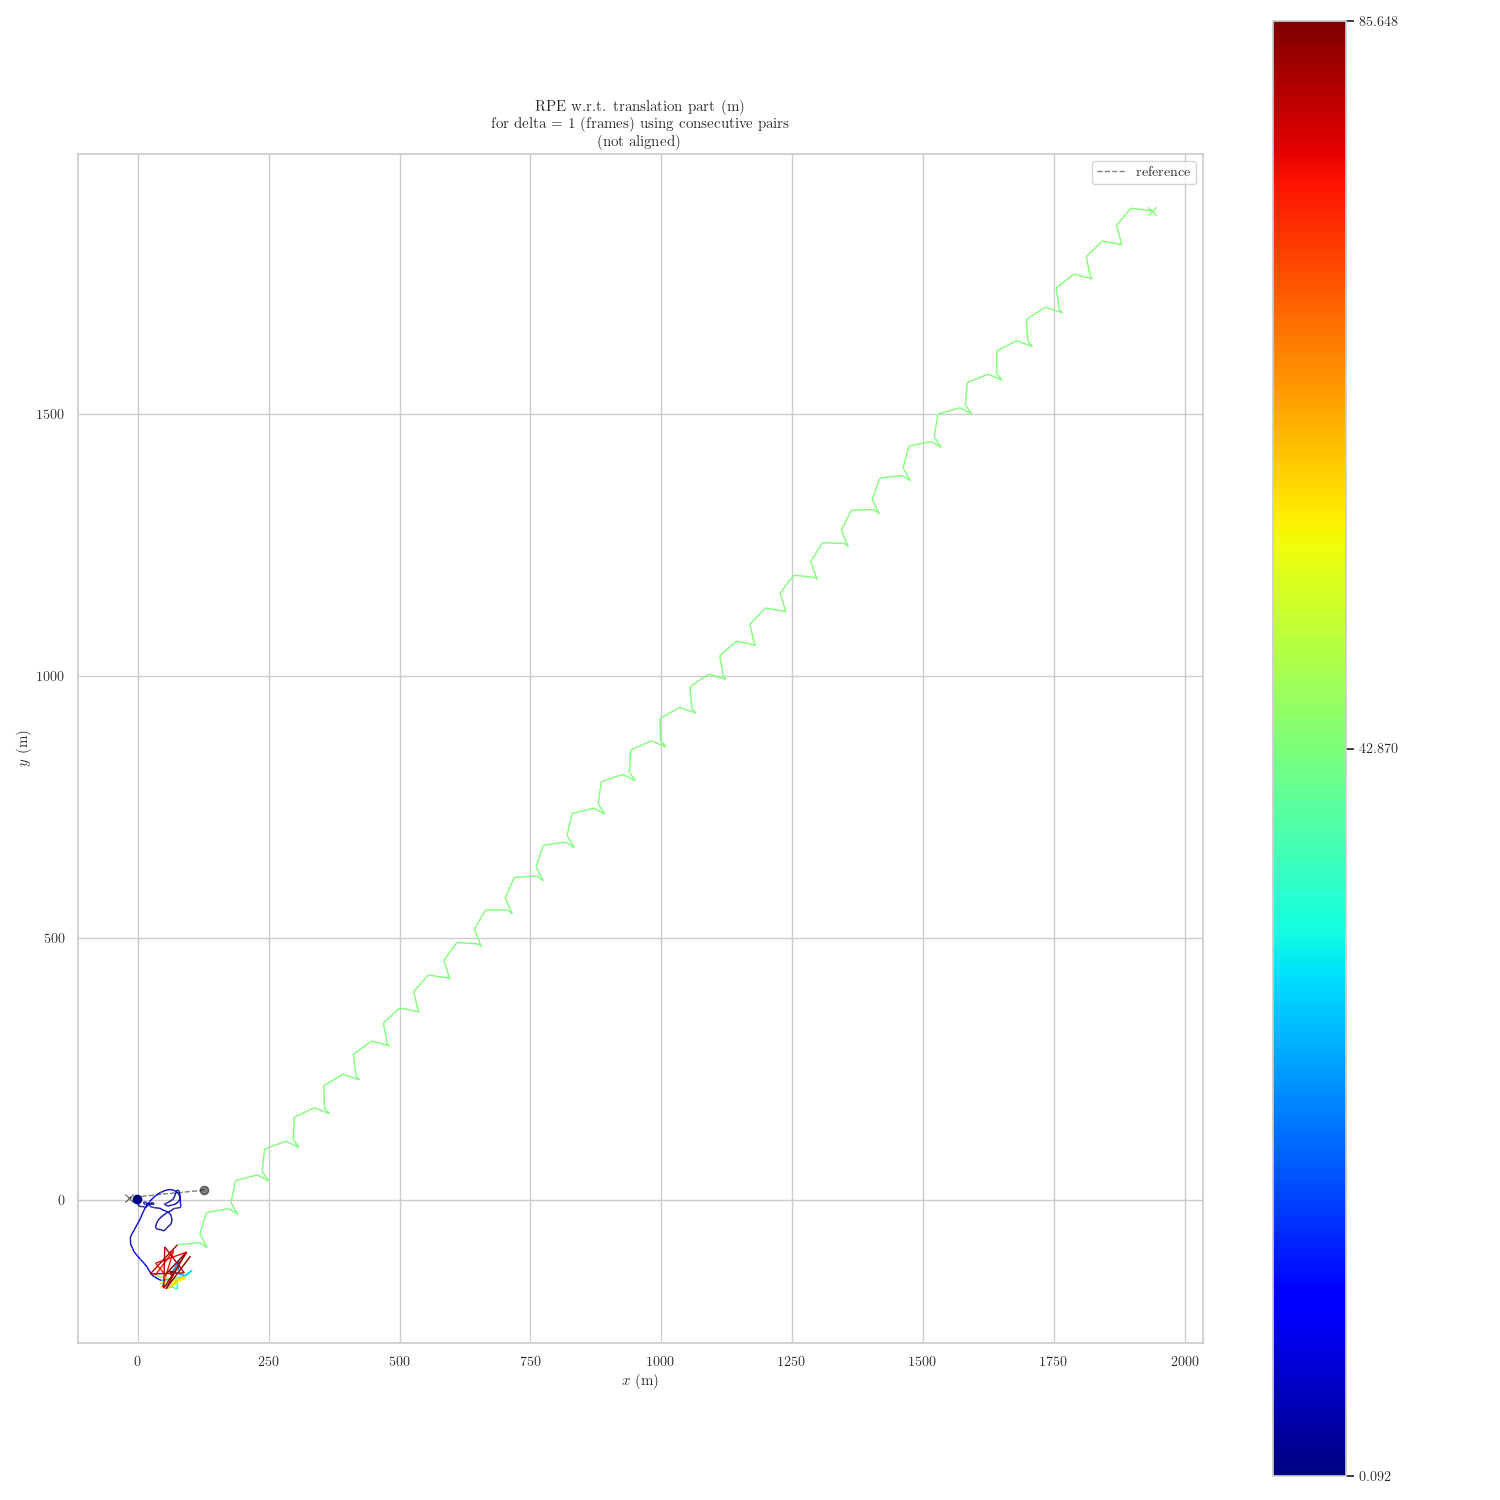 RPE w.r.t. translation part (m)
for delta = 1 (frames) using consecutive pairs
(not aligned)
reference
85.648
42.870
0.092
1500
1000
500
0
y (m)
0 250 500 750 1000 1250 1500 1750 2000
x (m)